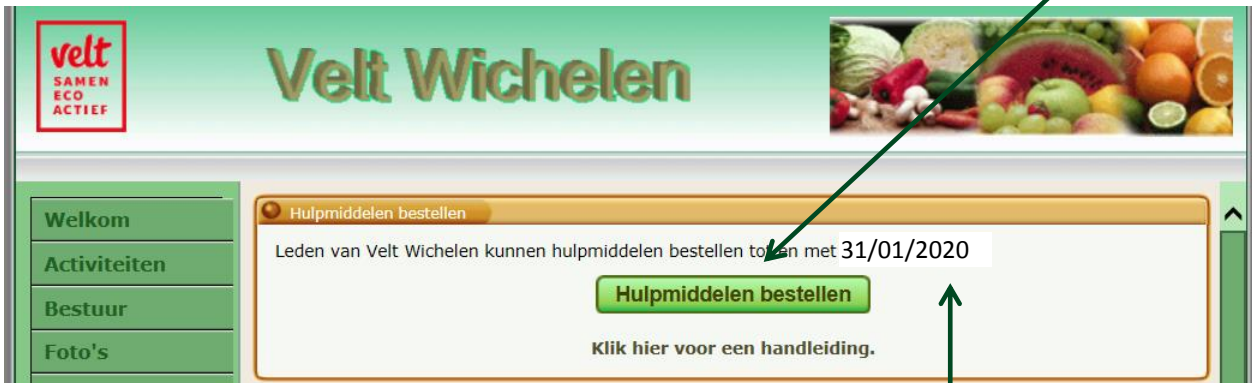 velt
SAMEN
ECO
ACTIEF
Velt Wichelen
Welkom
Activiteiten
Bestuur
Foto's
Hulpmiddelen bestellen
Leden van Velt Wichelen kunnen hulpmiddelen bestellen tot en met 31/01/2020
Hulpmiddelen bestellen
Klik hier voor een handleiding.